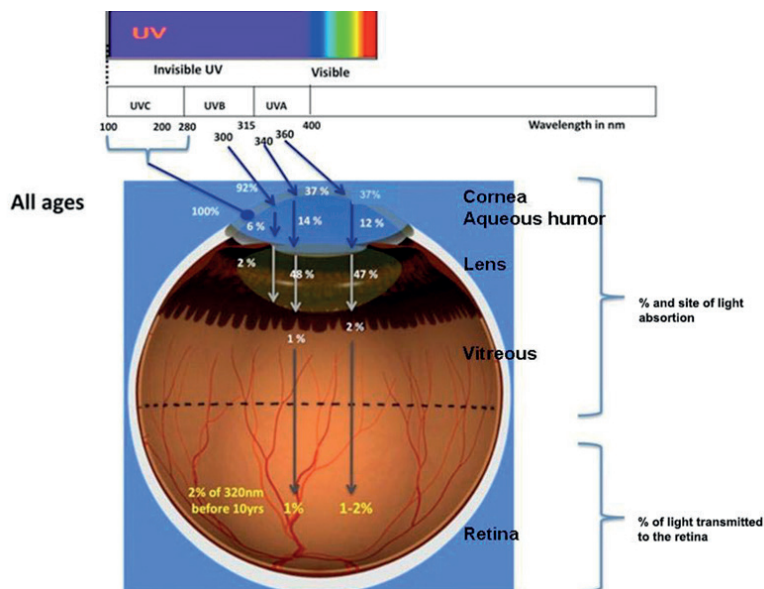 UV
Invisible UV Visible
UVC UVB UVA
100 200 280 300 315 340 360 400 Wavelength in nm
All ages
92% 37 % 37%
Cornea
100% 6 % 14 % 12 %
Aqueous humor
2 % 48 % 47 %
Lens
% and site of light
absortion
1 % 2 %
Vitreous
2% of 320nm
before 10yrs 1% 1-2%
Retina
% of light transmitted
to the retina